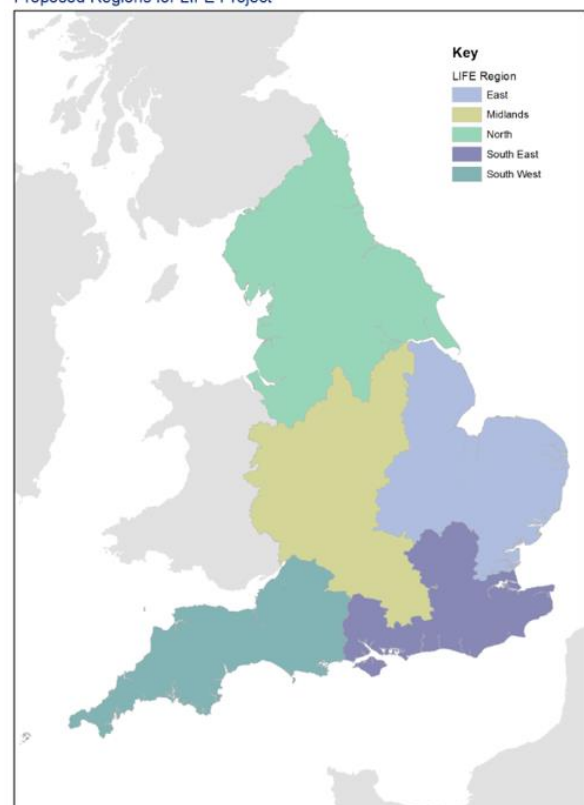 Proposed Regions for LIFE Project
Key
LIFE Region
East
Midlands
North
South East
South West